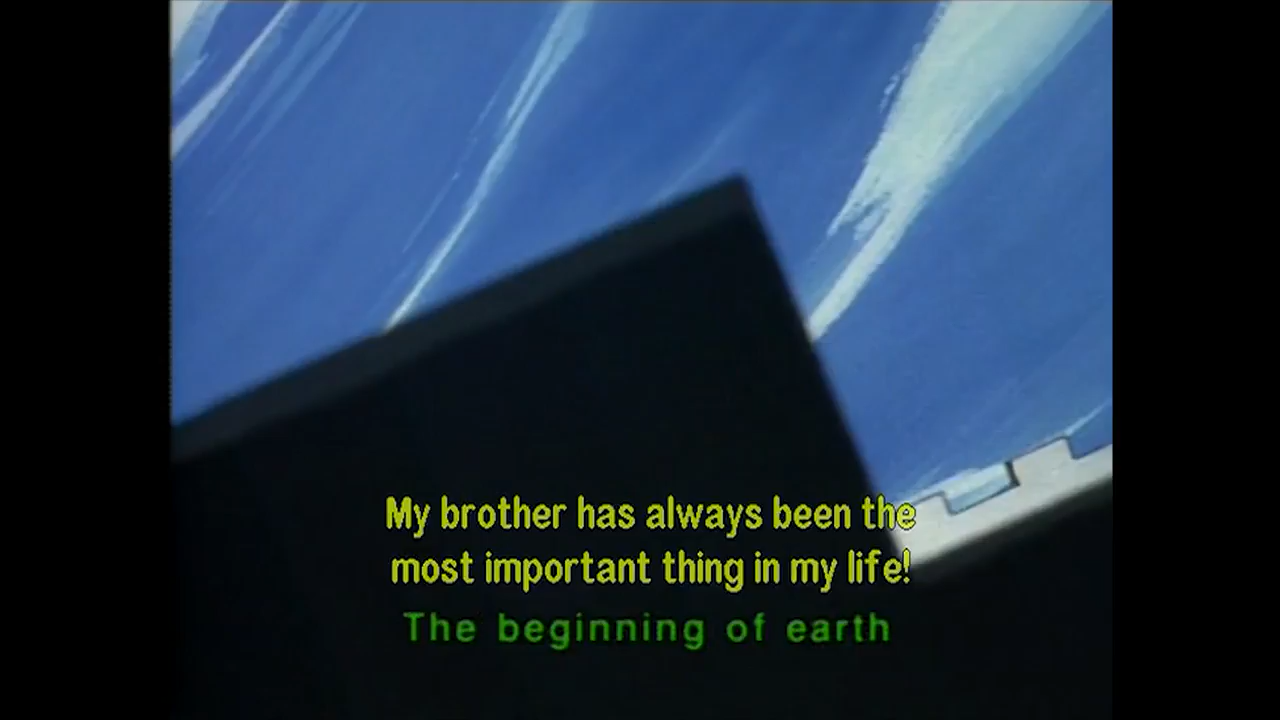 My brother has always been the
most important thing in my life!
The beginning of earth